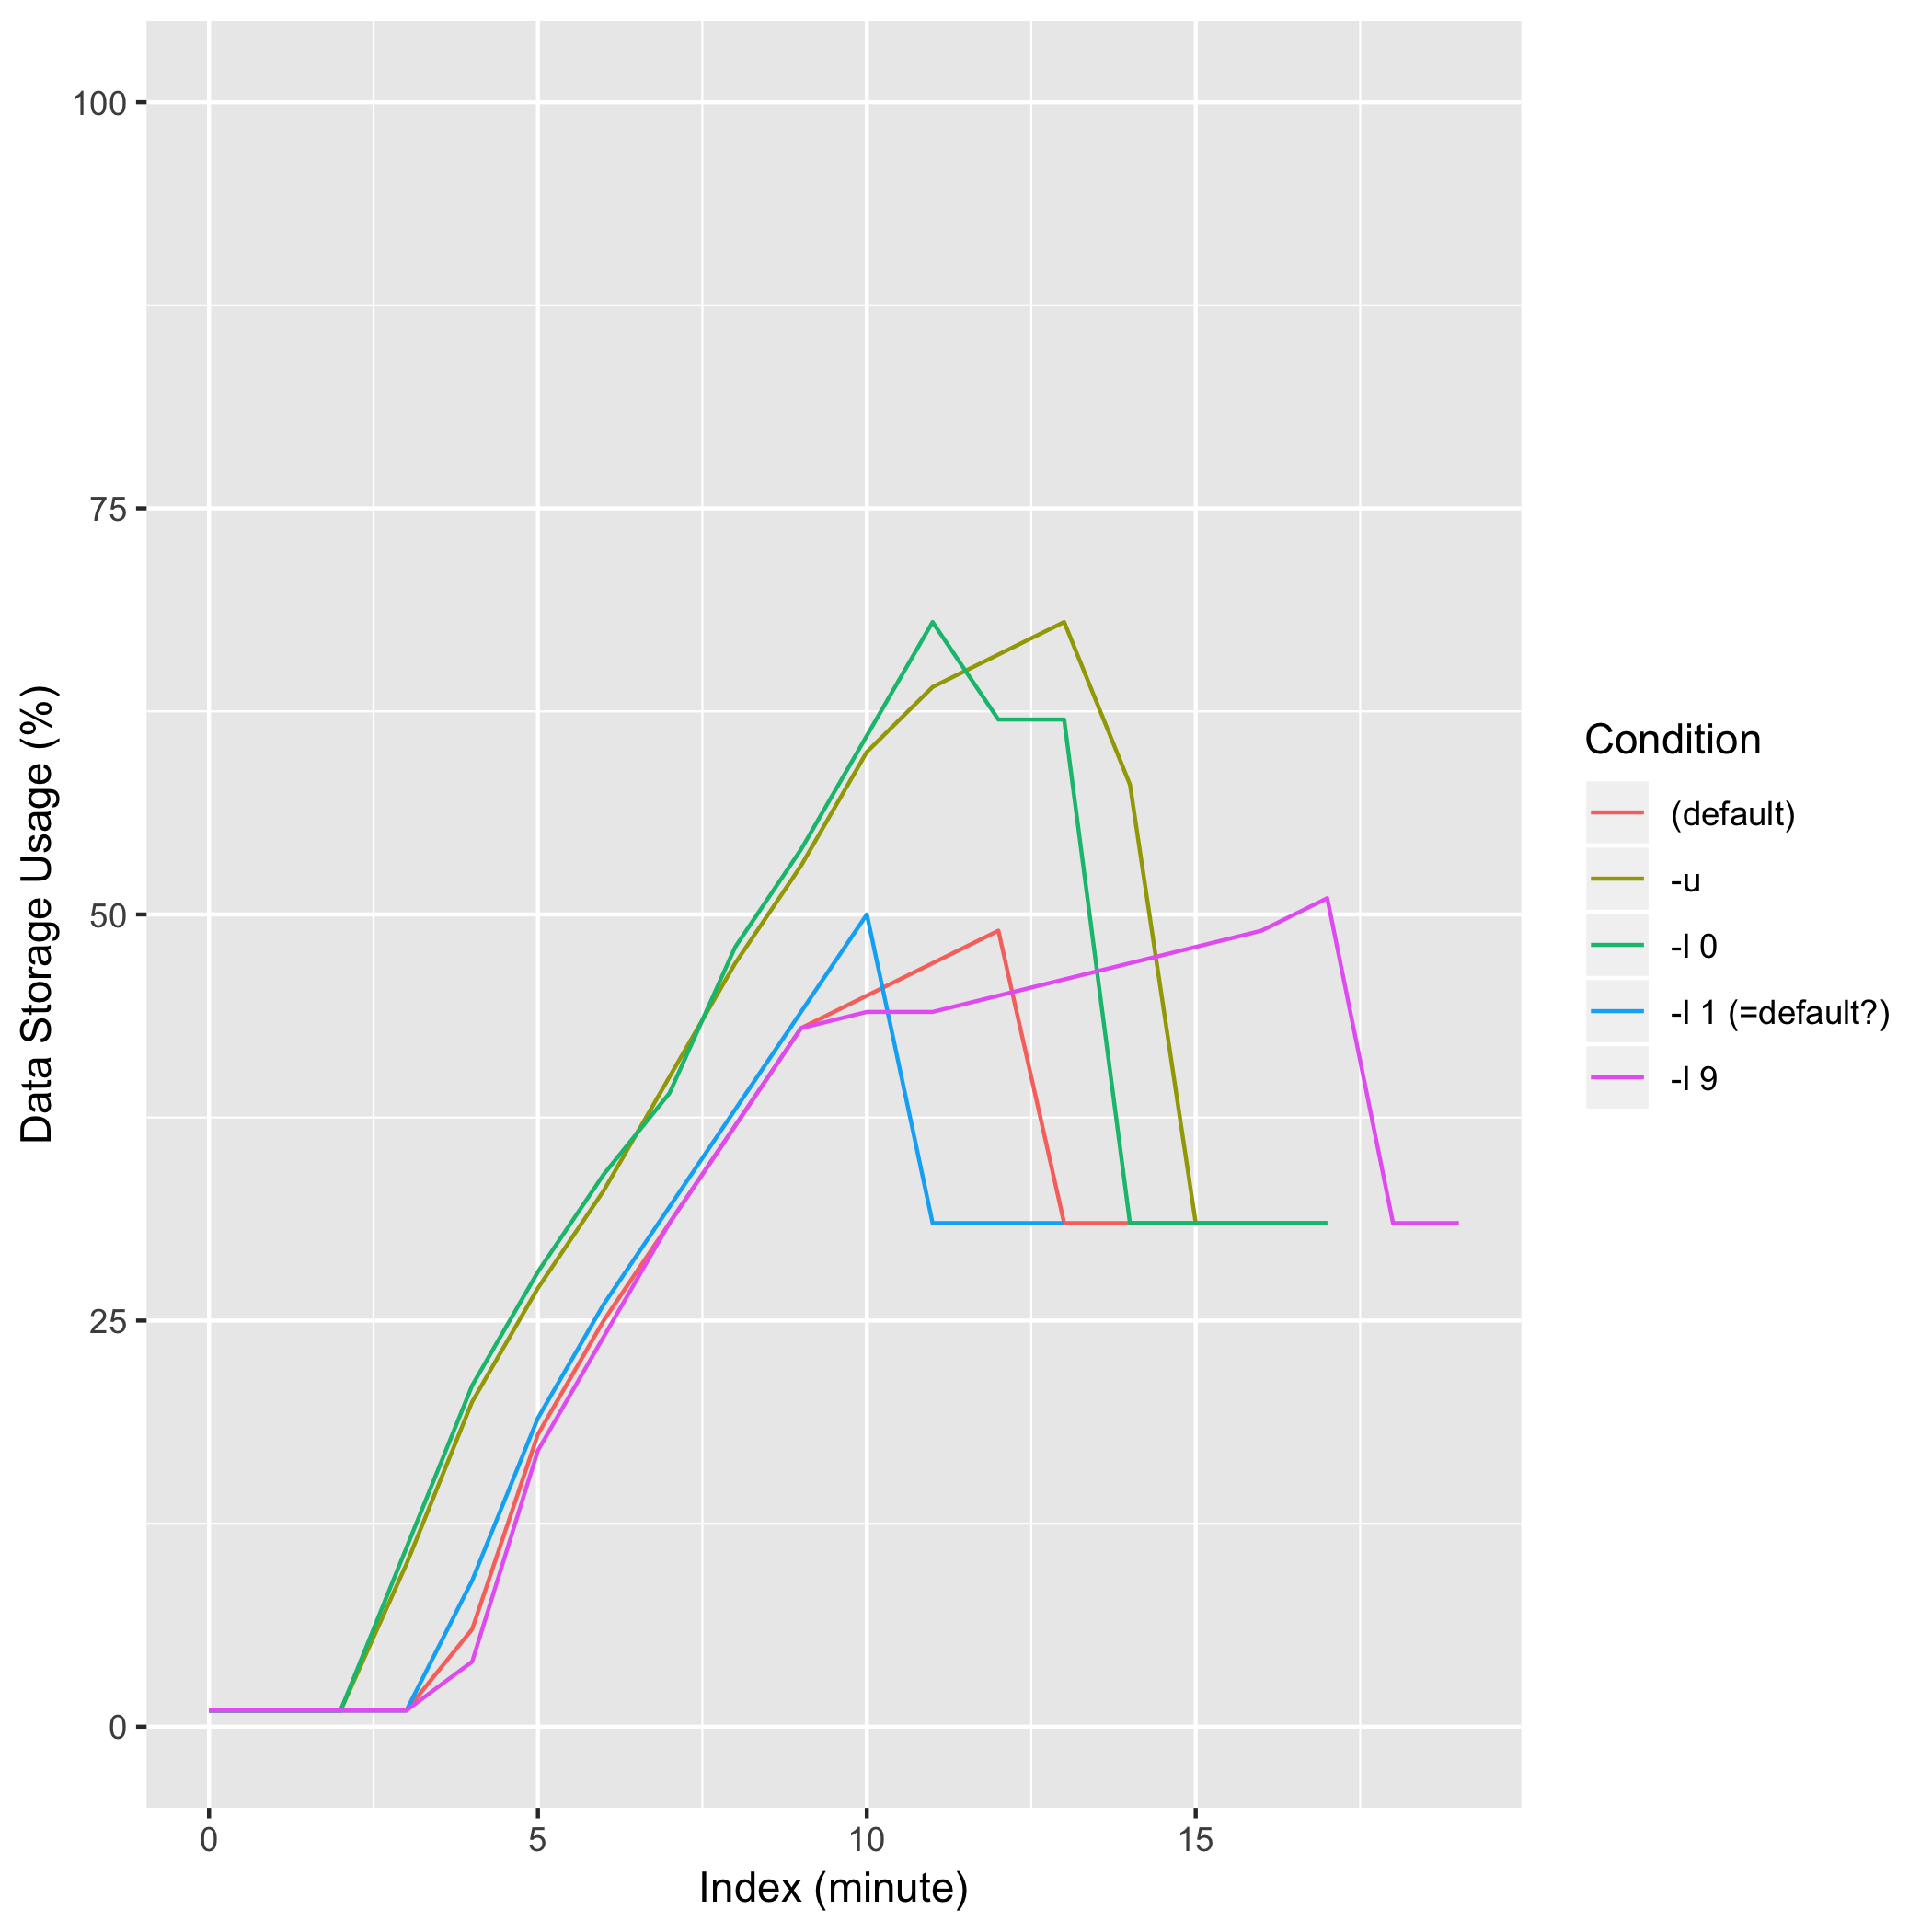 Data Storage Usage (%)
100
75
50
25
0
0 5 10 15
Index (minute)
Condition
(default)
-u
-l 0
-l 1 (=default?)
-l 9